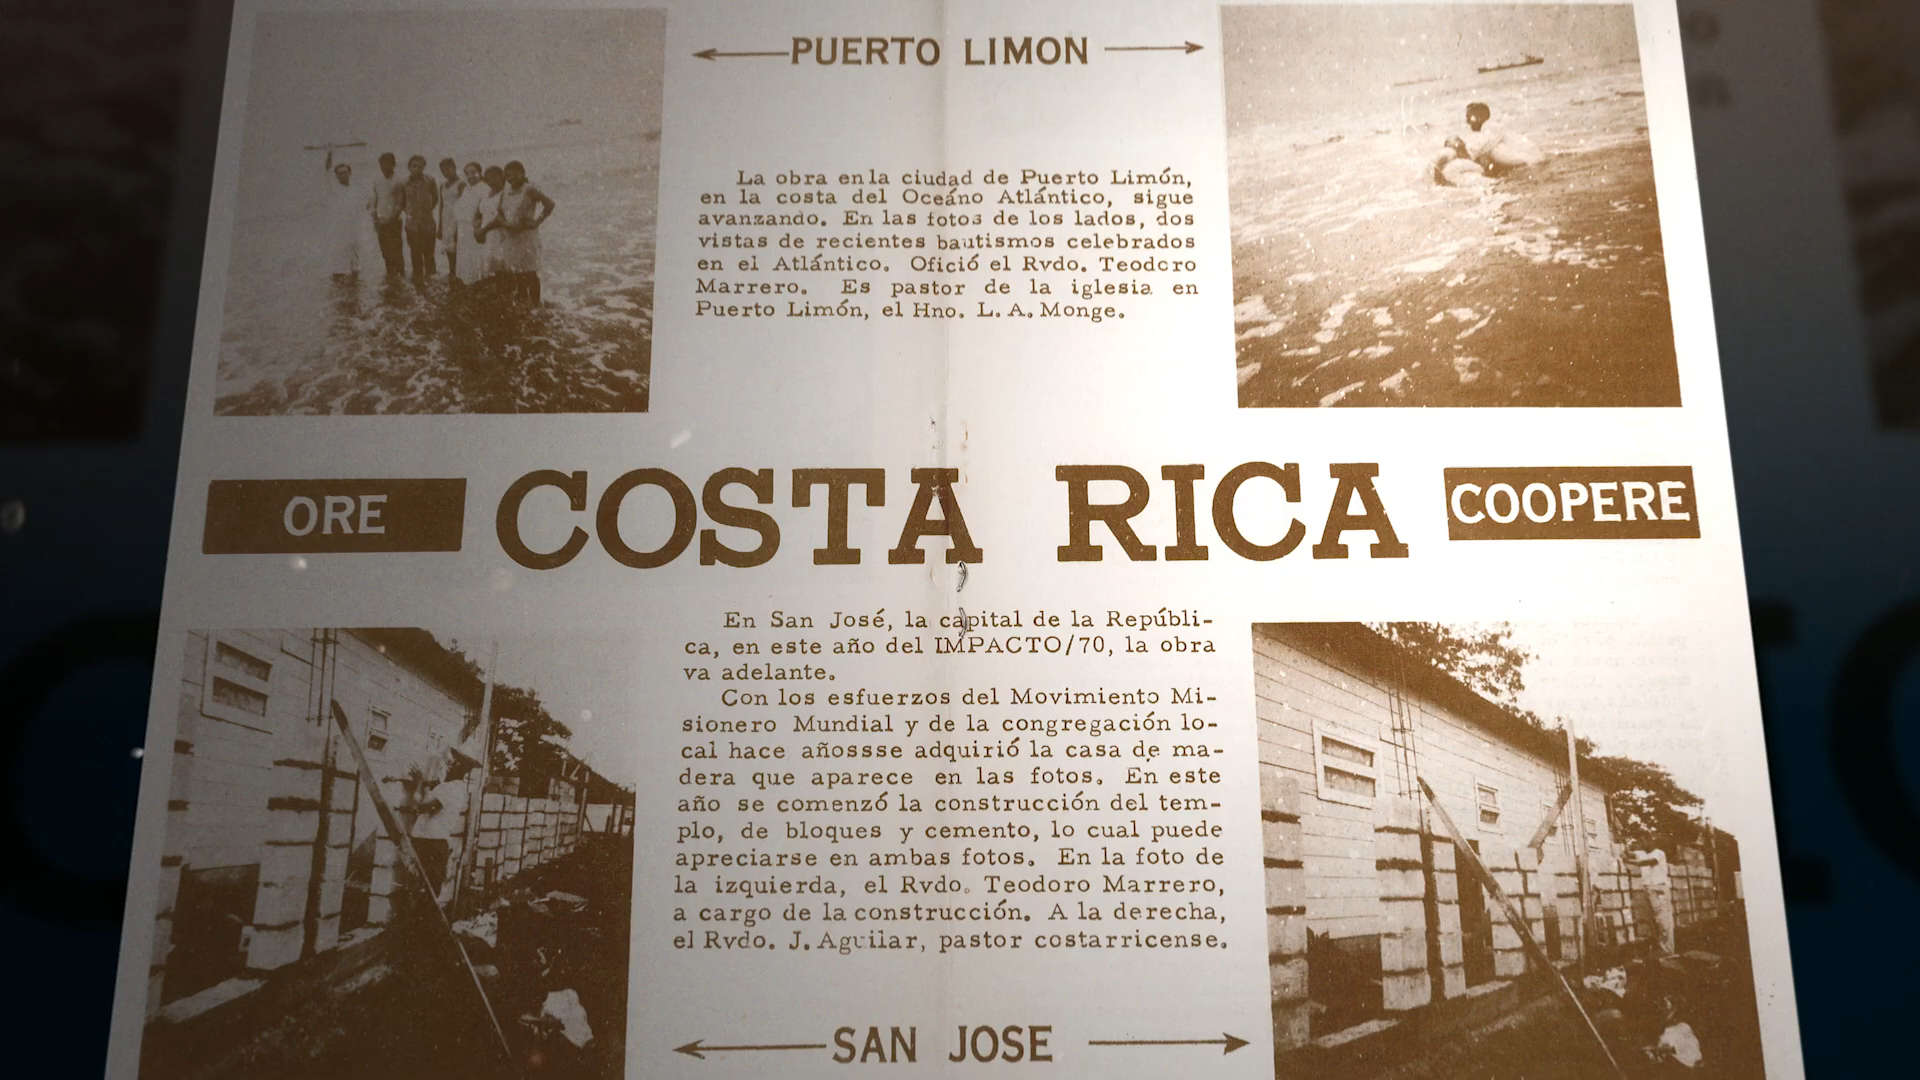 PUERTO LIMON
La obra en la ciudad de Puerto Limón,
en la costa del Oceáno Atlántico, sigue
avanzando. En las fotos de los lados, dos
vistas de recientes bautismos celebrados
en el Atlántico. Ofició el Rvdo. Teodoro
Marrero. Es pastor de la iglesia en
Puerto Limón, el Hno. L. A. Monge.
ORE COSTA RICA COOPERE
En San José, la capital de la Repúbli-
ca, en este año del IMPACTO/70, la obra
va adelante.
Con los esfuerzos del Movimiento Mi-
sionero Mundial y de la congregación lo-
cal hace añossse adquirió la casa de ma-
dera que aparece en las fotos. En este
año se comenzó la construcción del tem-
plo, de bloques y cemento, lo cual puede
apreciarse en ambas fotos. En la foto de
la izquierda, el Rvdo. Teodoro Marrero,
a cargo de la construcción. A la derecha,
el Rvdo. J. Aguilar, pastor costarricense.
SAN JOSE